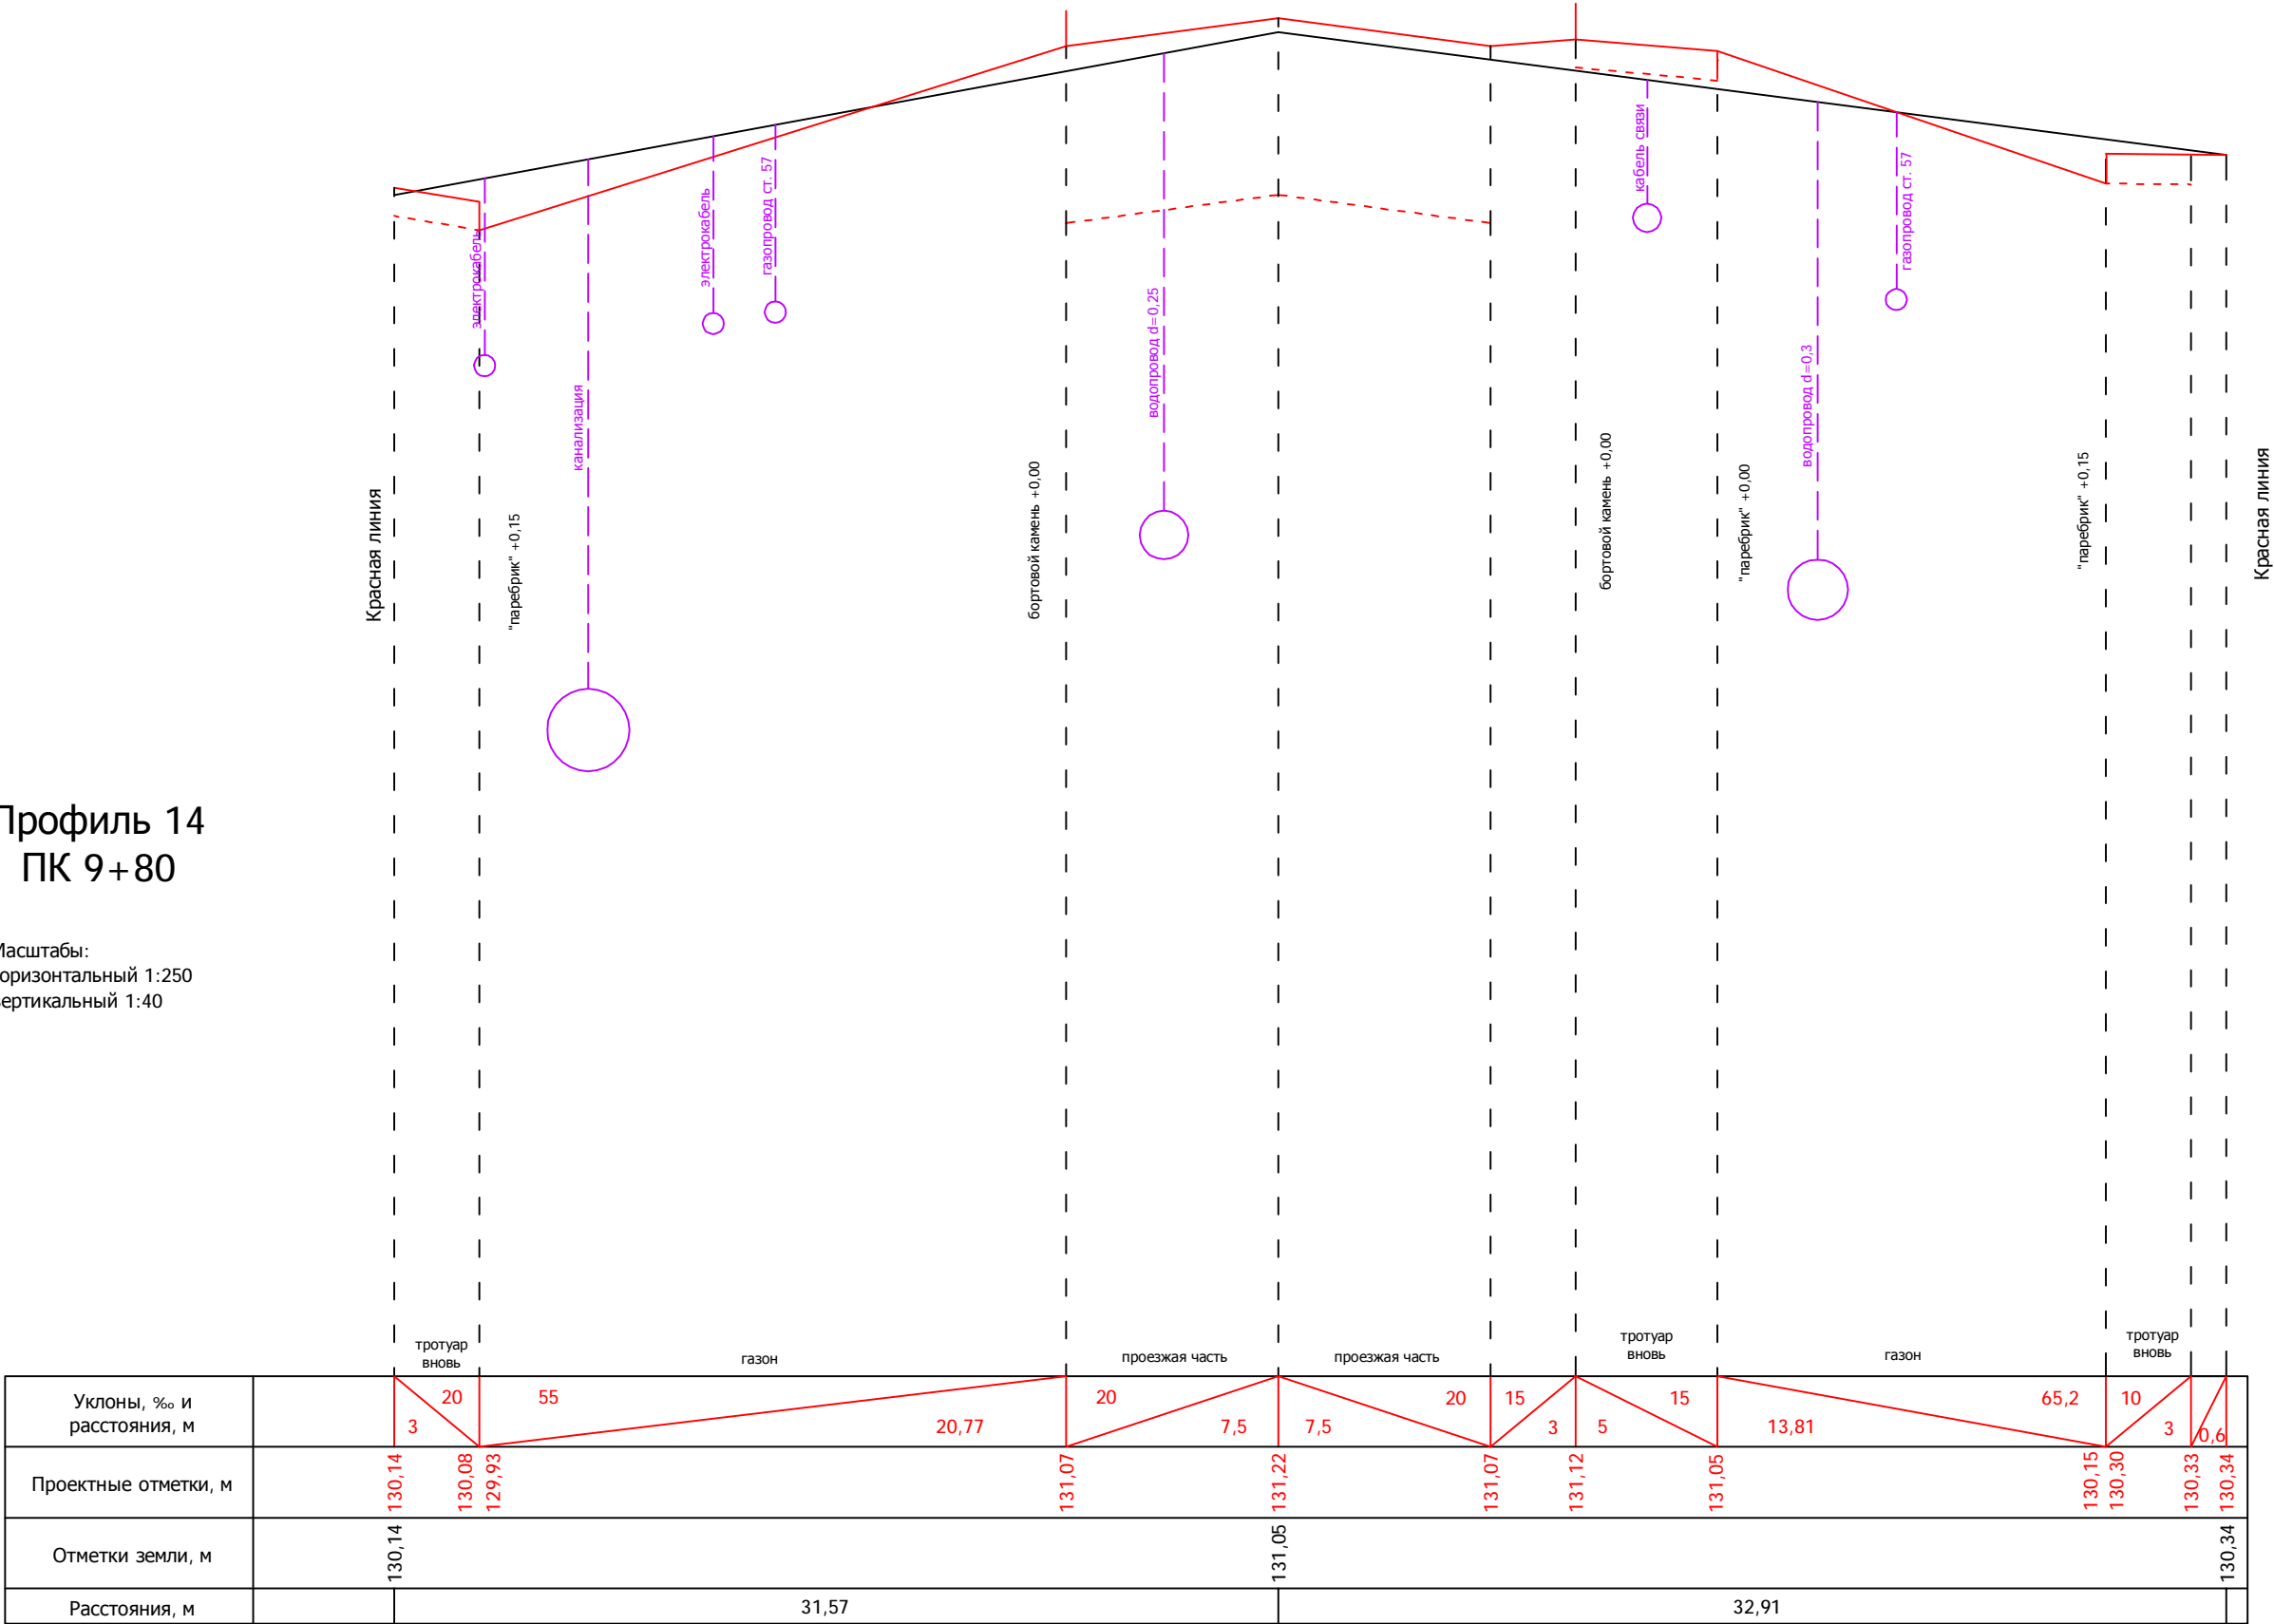 электрокабель
канализация
электрокабель
газопровод ст. 57
водопровод d=0,25
кабель связи
водопровод d=0,3
газопровод ст. 57
Красная линия
"паребрик" +0,15
бортовой камень +0,00
бортовой камень +0,00
"паребрик" +0,00
"паребрик" +0,15
Красная линия
Профиль 14
ПК 9+80
Масштабы:
оризонтальный 1:250
ертикальный 1:40
тротуар
вновь
газон
проезжая часть
проезжая часть
тротуар
вновь
газон
тротуар
вновь
Уклоны, ‰ и
расстояния, м
20
3
55
20,77
20
7,5
20
7,5
15
3
15
5
65,2
13,81
10
3
0,6
Проектные отметки, м
130,14
130,08
129,93
131,07
131,22
131,07
131,12
131,05
130,15
130,30
130,33
130,34
Отметки земли, м
130,14
131,05
130,34
Расстояния, м
31,57
32,91